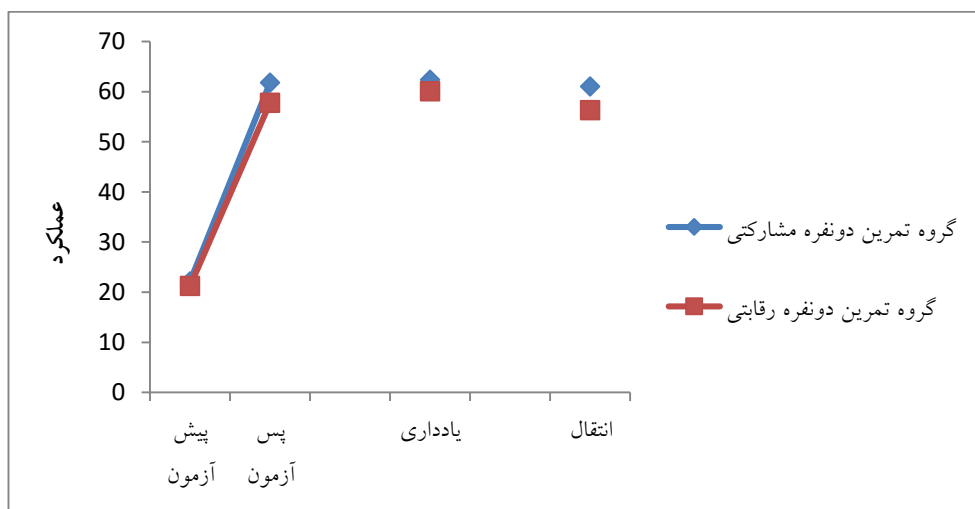 70
60
50
40
30
20
10
0
عملکرد
پیش
آزمون
پس
آزمون
یادداری
انتقال
گروه تمرین دونفره مشارکتی
گروه تمرین دونفره رقابتی